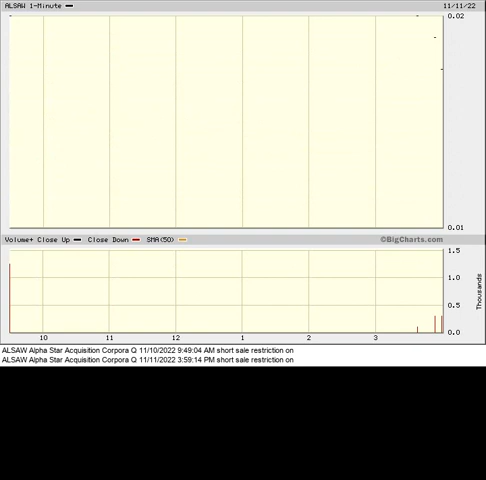 ALSAW 1-Minute 11/11/22
0.02
0.01
Volume+ Close Up Close Down SMA(50) ©BigCharts.com
1.5
1.0
Thousands
0.5
0.0
10 11 12 1 2 3
ALSAW Alpha Star Acquisition Corpora Q 11/10/2022 9:49:04 AM short sale restriction on
ALSAW Alpha Star Acquisition Corpora Q 11/11/2022 3:59:14 PM short sale restriction on